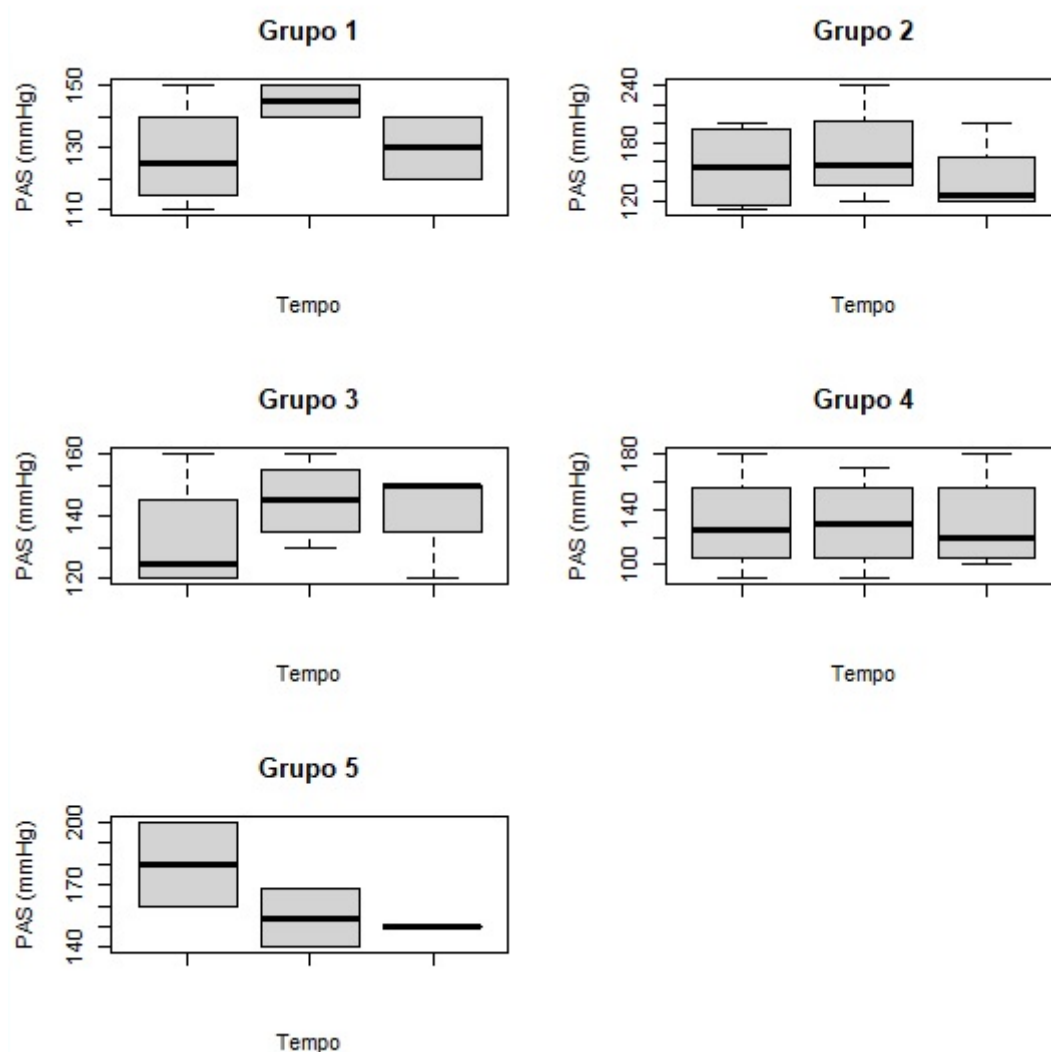 Grupo 1
PAS (mmHg)
150
130
110
Tempo
Grupo 2
PAS (mmHg)
240
180
120
Tempo
Grupo 3
PAS (mmHg)
160
140
120
Tempo
Grupo 4
PAS (mmHg)
180
140
100
Tempo
Grupo 5
PAS (mmHg)
200
170
140
Tempo